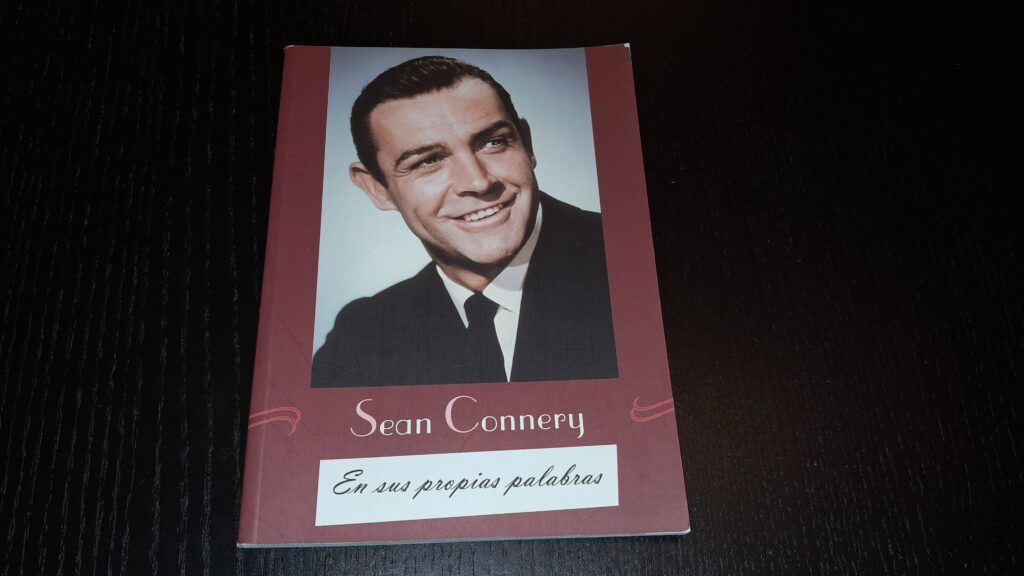 Sean Connery
En sus propias palabras